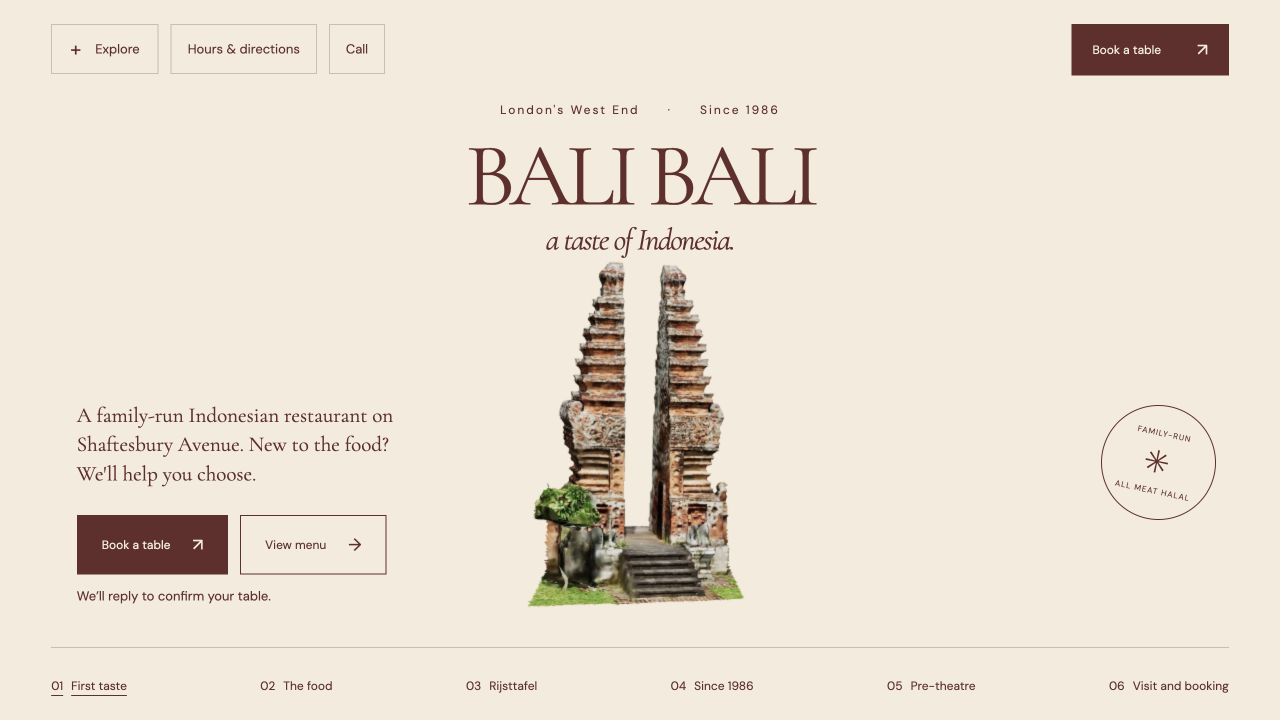 + Explore
Hours & directions
Call
Book a table
London's West End · Since 1986
BALI BALI
a taste of Indonesia.
A family-run Indonesian restaurant on
Shaftesbury Avenue. New to the food?
We'll help you choose.
Book a table
View menu
We'll reply to confirm your table.
FAMILY-RUN
ALL MEAT HALAL
01 First taste
02 The food
03 Rijsttafel
04 Since 1986
05 Pre-theatre
06 Visit and booking